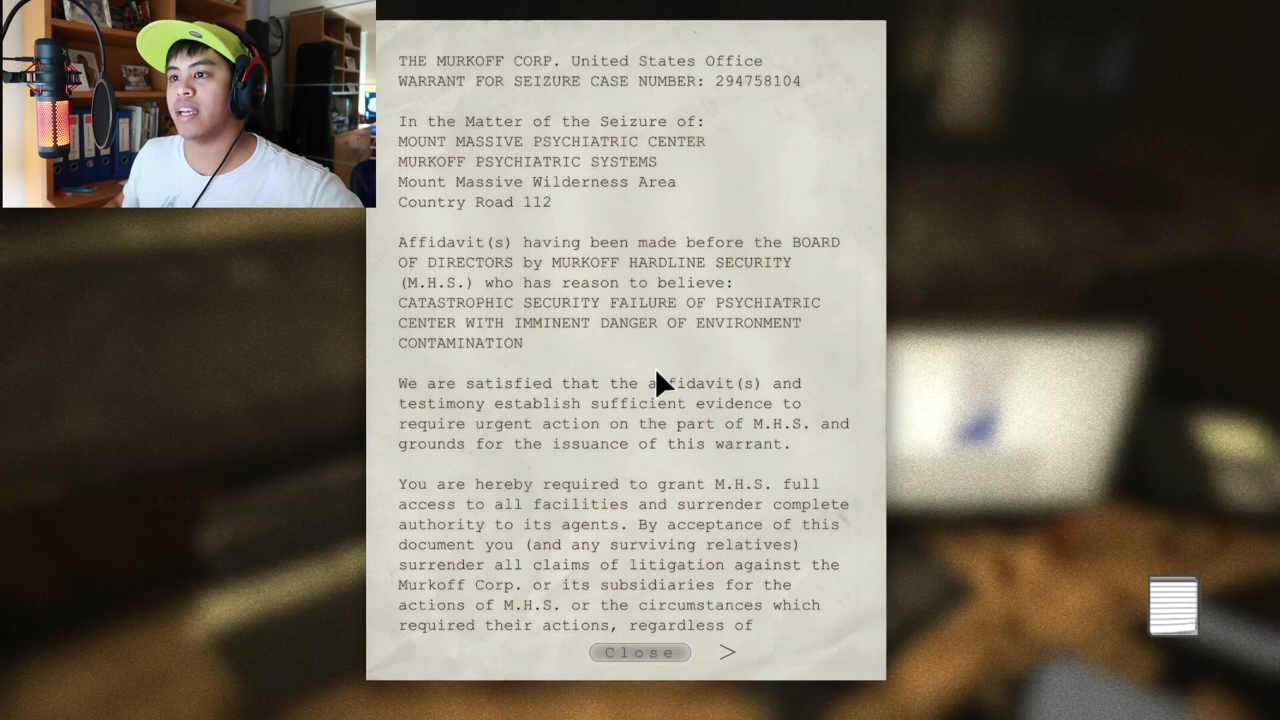 THE MURKOFF CORP. United States Office
WARRANT FOR SEIZURE CASE NUMBER: 294758104
In the Matter of the Seizure of:
MOUNT MASSIVE PSYCHIATRIC CENTER
MURKOFF PSYCHIATRIC SYSTEMS
Mount Massive Wilderness Area
Country Road 112
Affidavit(s) having been made before the BOARD
OF DIRECTORS by MURKOFF HARDLINE SECURITY
(M.H.S.) who has reason to believe:
CATASTROPHIC SECURITY FAILURE OF PSYCHIATRIC
CENTER WITH IMMINENT DANGER OF ENVIRONMENT
CONTAMINATION
We are satisfied that the affidavit(s) and
testimony establish sufficient evidence to
require urgent action on the part of M.H.S. and
grounds for the issuance of this warrant.
You are hereby required to grant M.H.S. full
access to all facilities and surrender complete
authority to its agents. By acceptance of this
document you (and any surviving relatives)
surrender all claims of litigation against the
Murkoff Corp. or its subsidiaries for the
actions of M.H.S. or the circumstances which
required their actions, regardless of
Close >